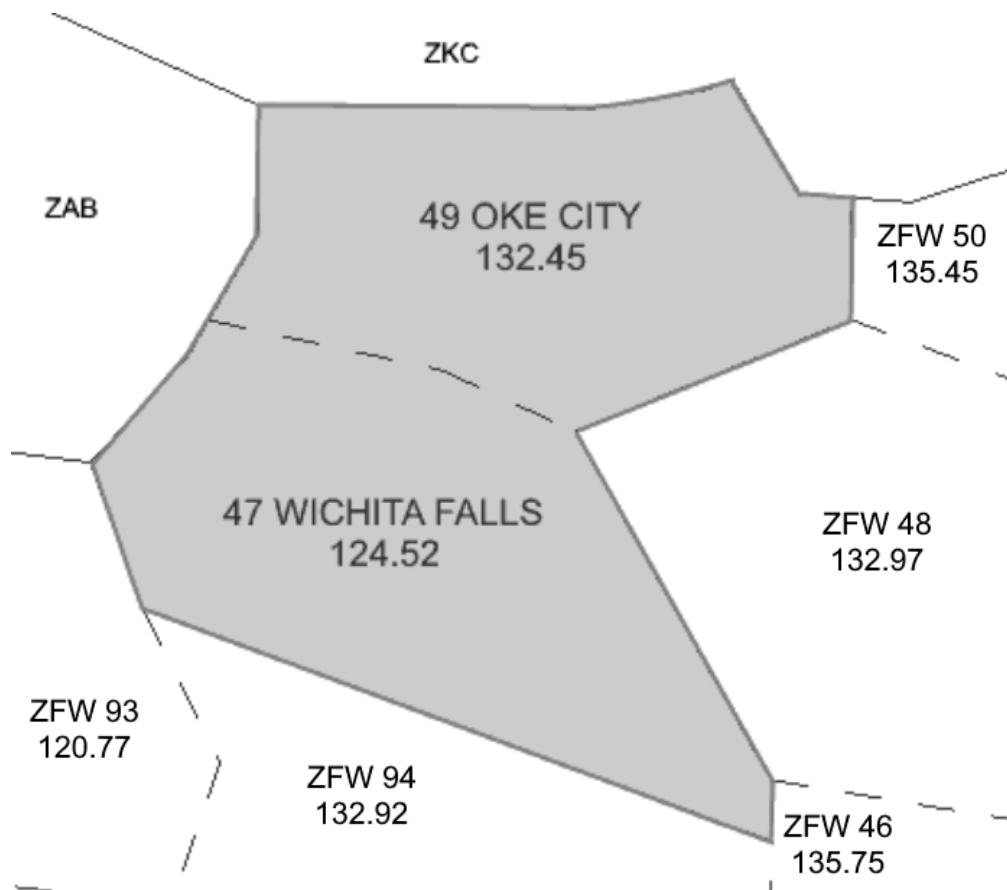 ZKC
ZAB
49 OKE CITY
132.45
ZFW 50
135.45
47 WICHITA FALLS
124.52
ZFW 48
132.97
ZFW 93
120.77
ZFW 94
132.92
ZFW 46
135.75